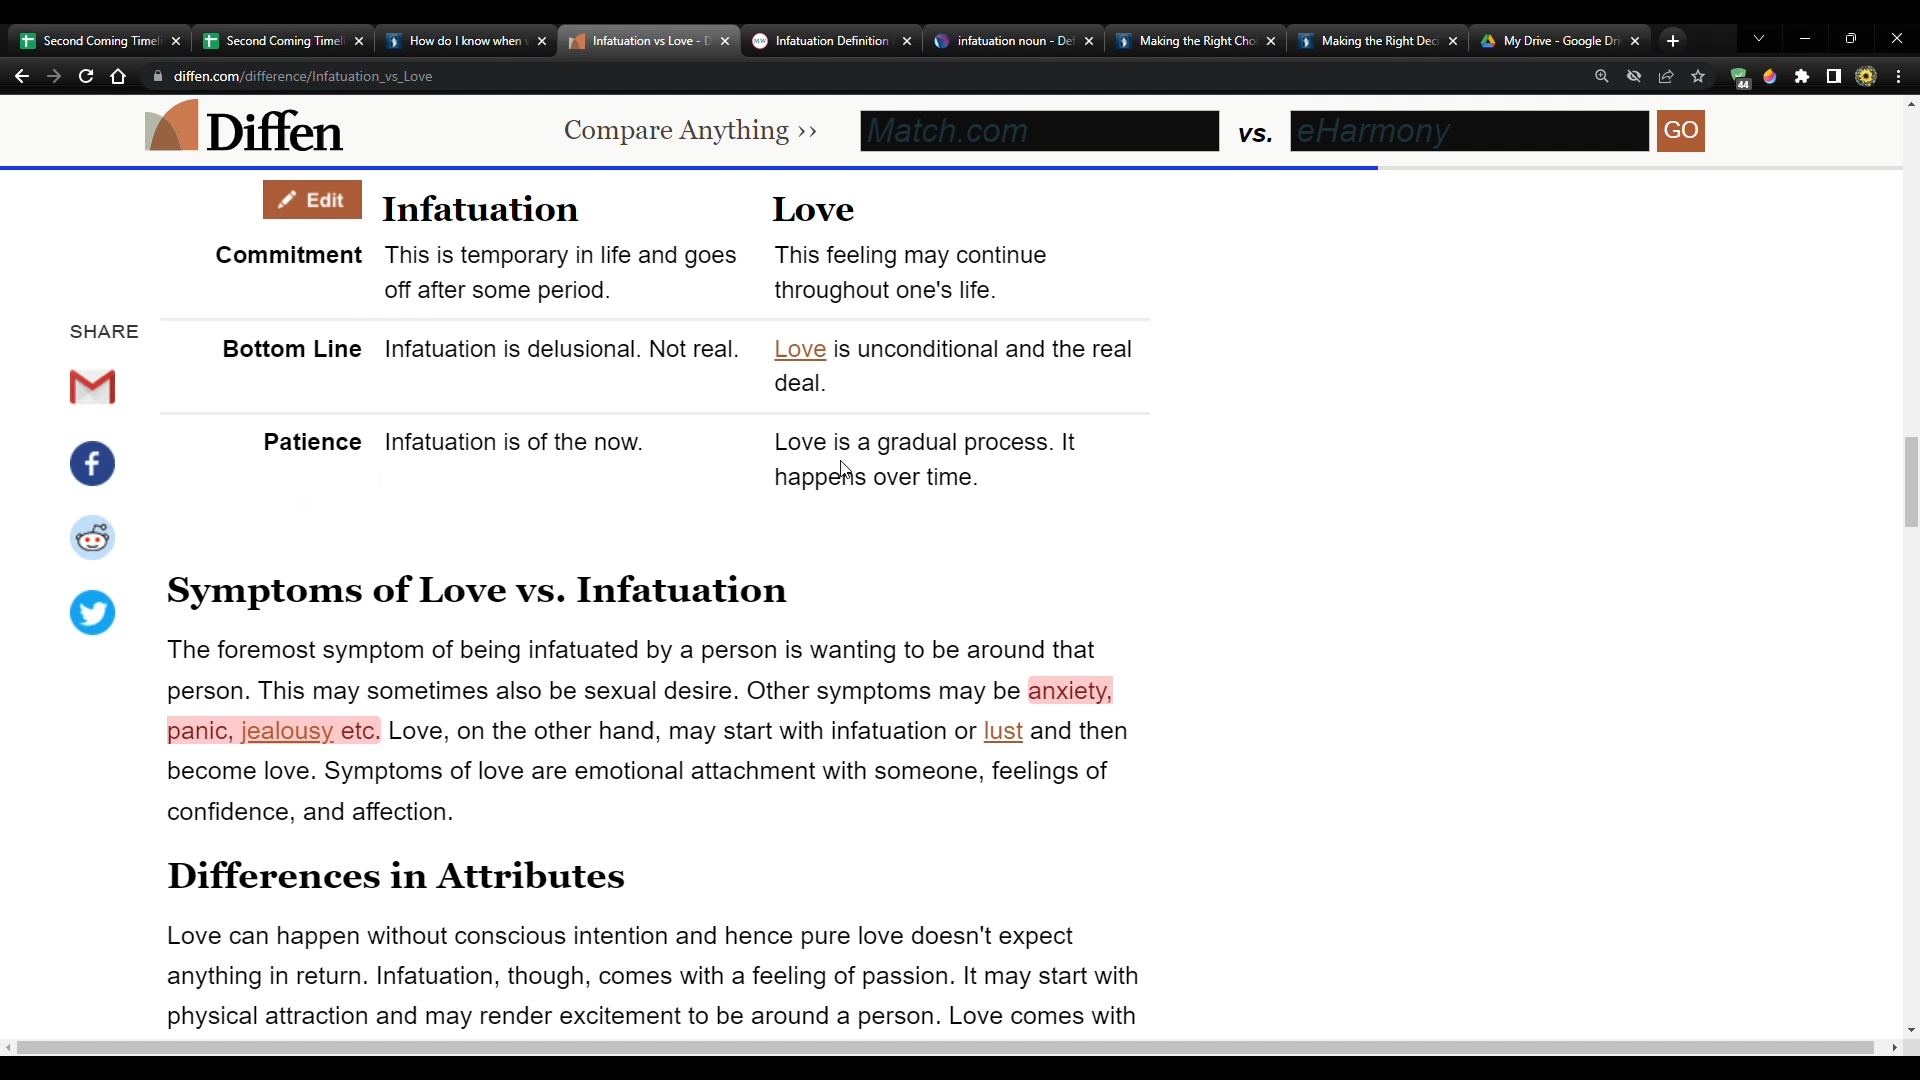 Second Coming Timel
Second Coming Timel
How do I know when
Infatuation vs Love - D
Infatuation Definition
infatuation noun - Def
Making the Right Cho
Making the Right Dec
My Drive - Google Dri
diffen.com/difference/Infatuation_vs_Love
44
Diffen
Compare Anything ››
Match.com
vs.
eHarmony
GO
Edit
Infatuation
Love
Commitment
This is temporary in life and goes
off after some period.
This feeling may continue
throughout one's life.
SHARE
Bottom Line
Infatuation is delusional. Not real.
Love is unconditional and the real
deal.
Patience
Infatuation is of the now.
Love is a gradual process. It
happens over time.
Symptoms of Love vs. Infatuation
The foremost symptom of being infatuated by a person is wanting to be around that
person. This may sometimes also be sexual desire. Other symptoms may be anxiety,
panic, jealousy etc. Love, on the other hand, may start with infatuation or lust and then
become love. Symptoms of love are emotional attachment with someone, feelings of
confidence, and affection.
Differences in Attributes
Love can happen without conscious intention and hence pure love doesn't expect
anything in return. Infatuation, though, comes with a feeling of passion. It may start with
physical attraction and may render excitement to be around a person. Love comes with